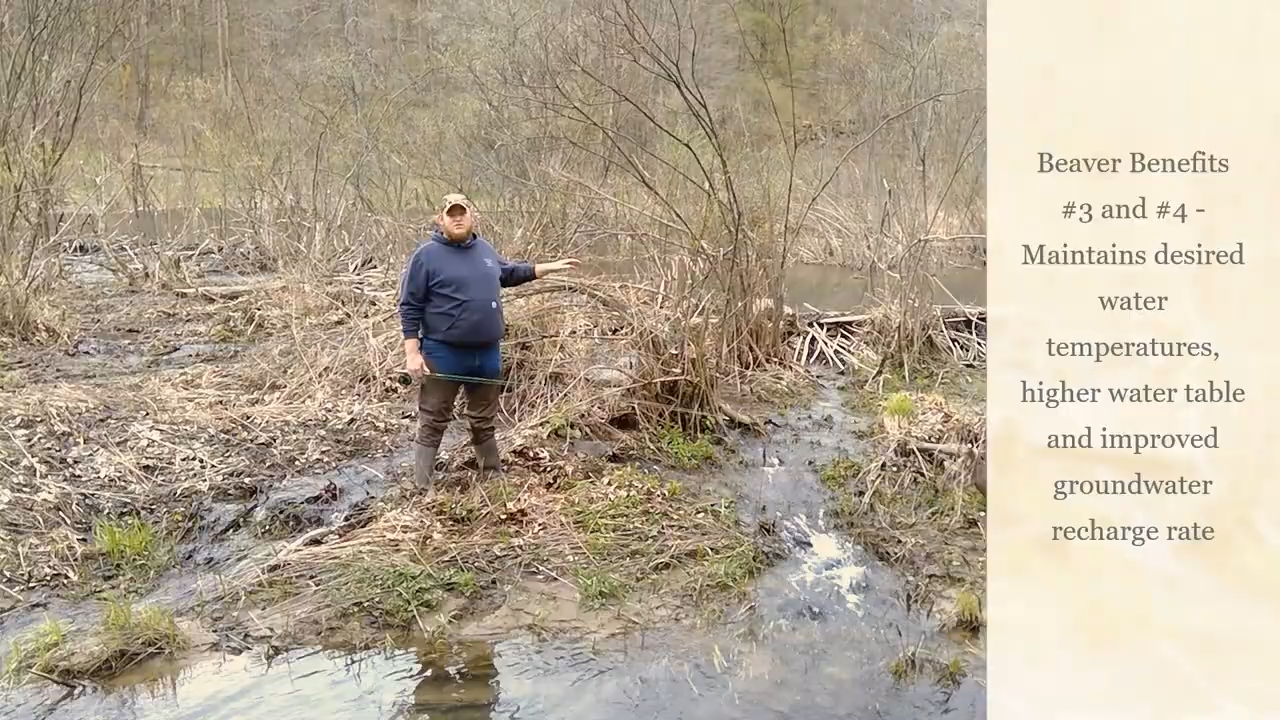 Beaver Benefits
#3 and #4 -
Maintains desired
water
temperatures,
higher water table
and improved
groundwater
recharge rate